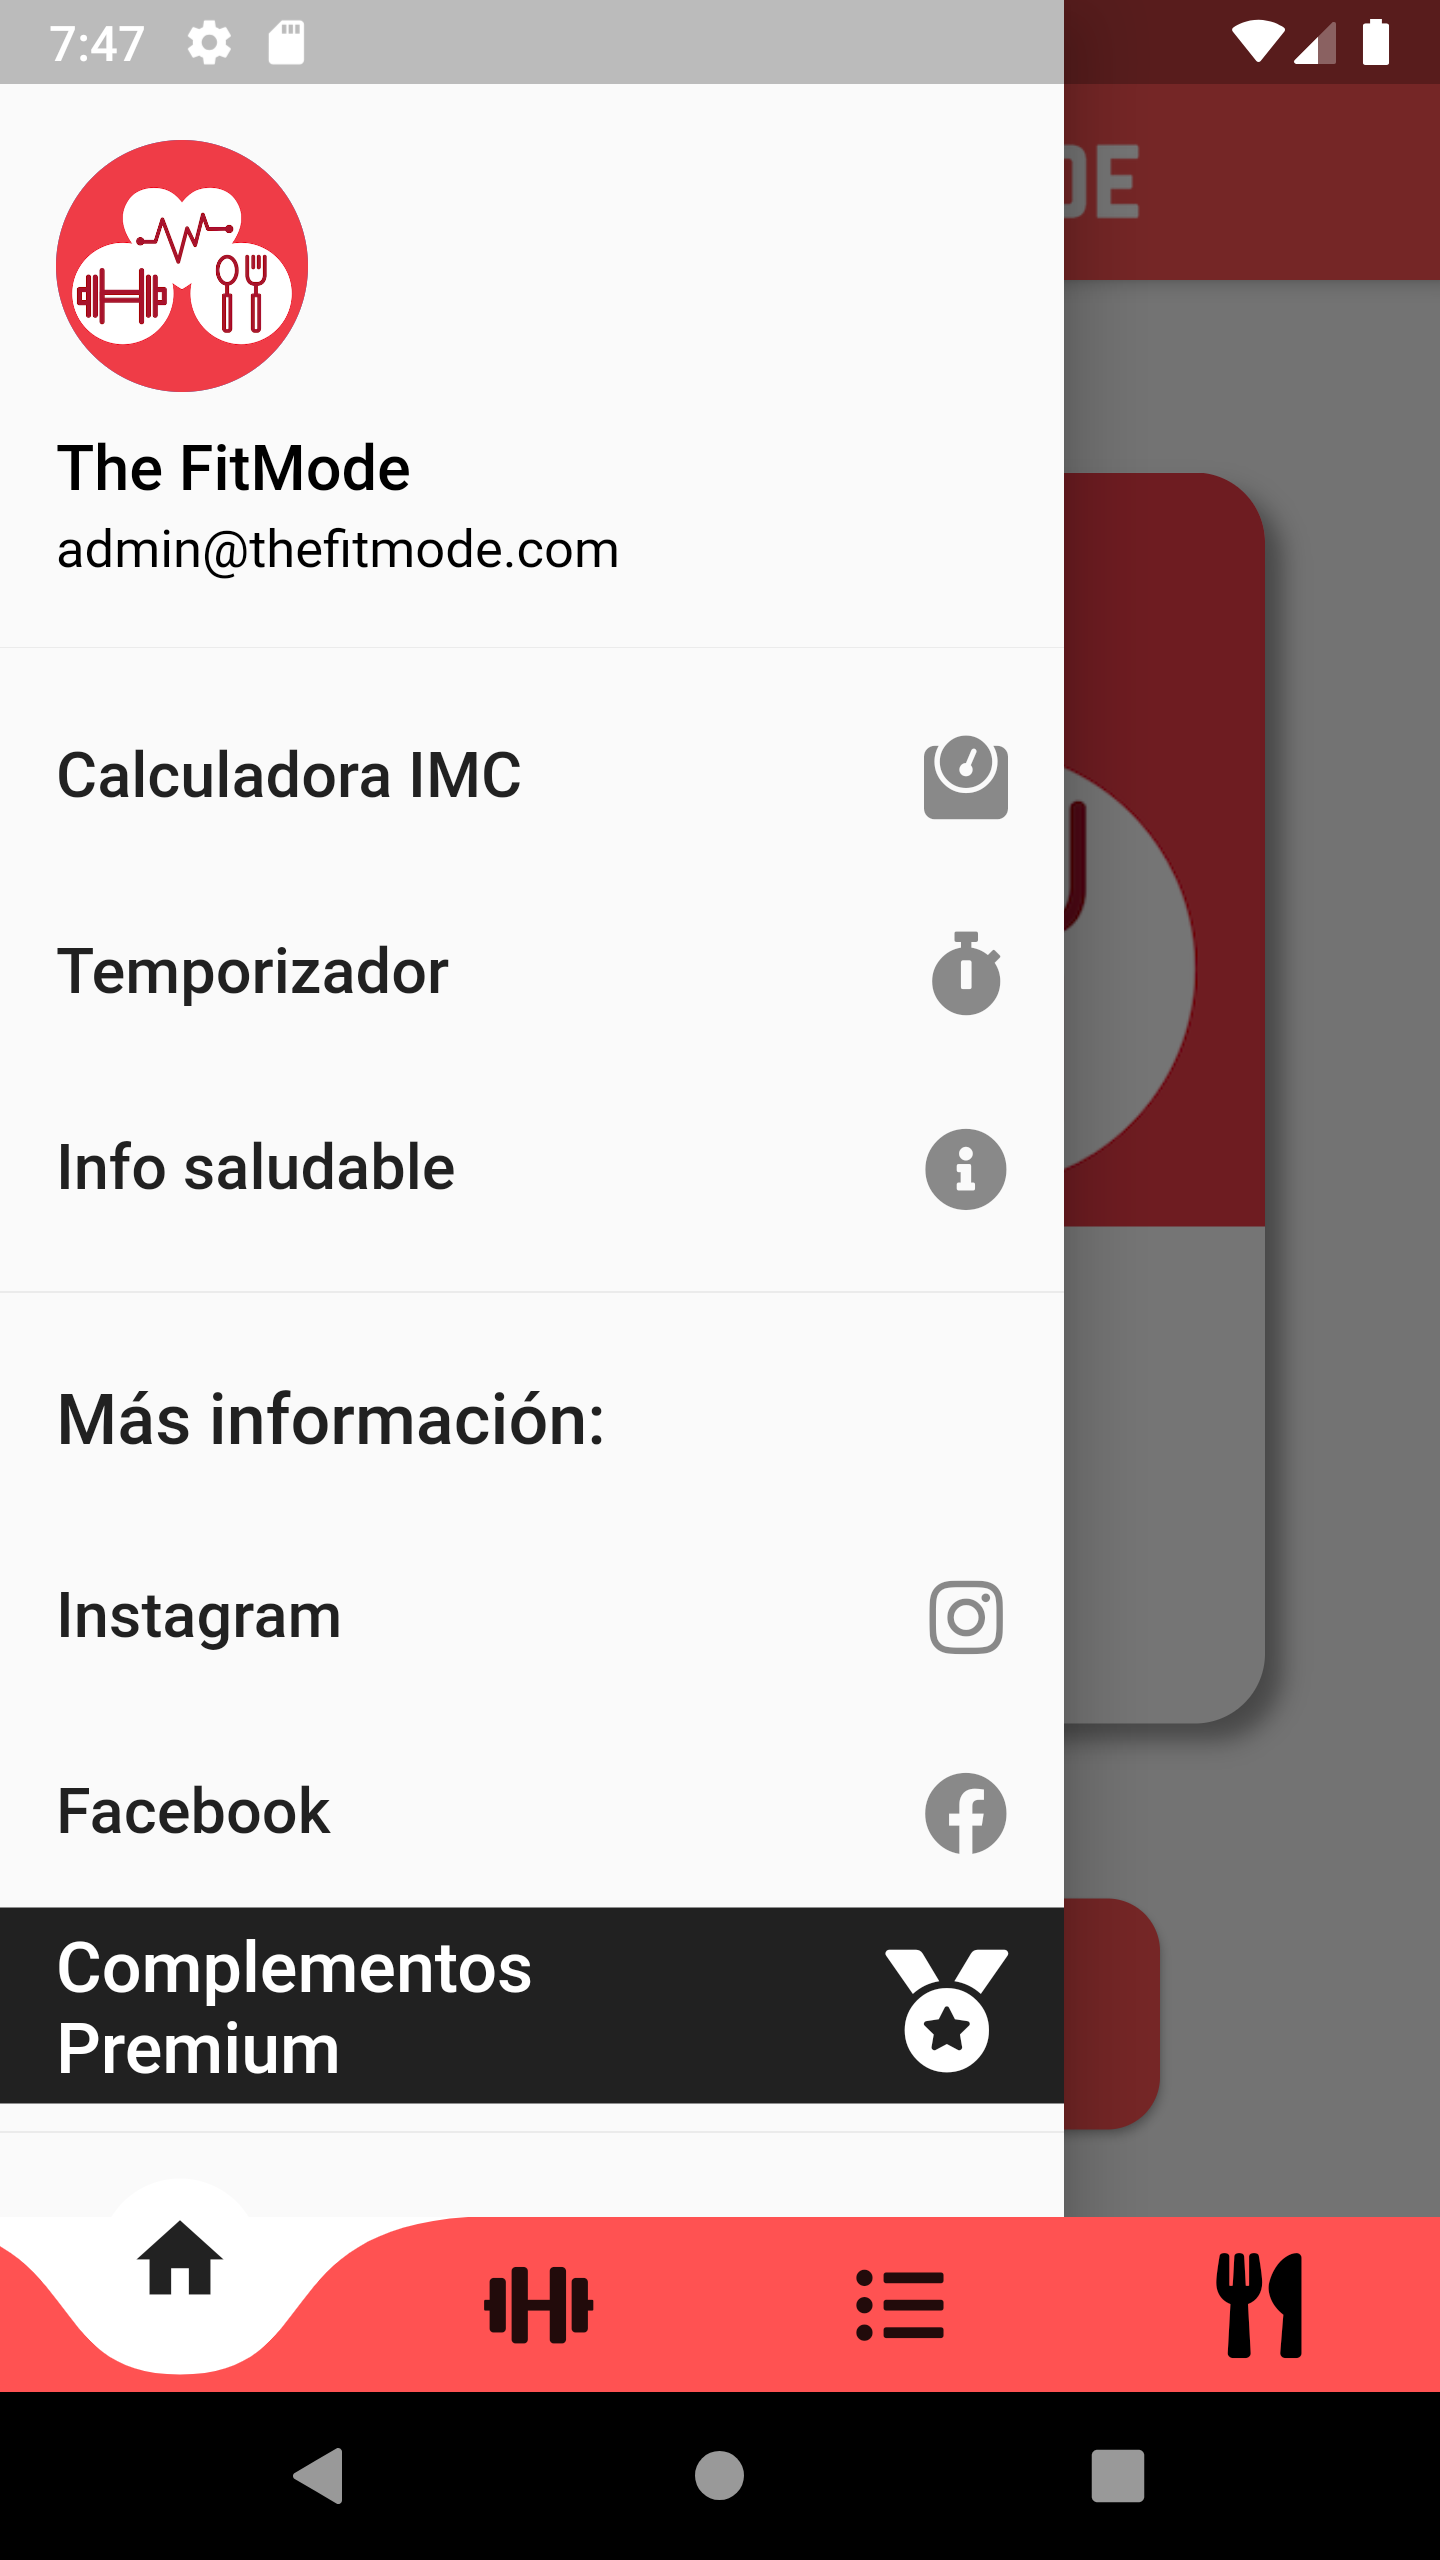 7:47
DE
The FitMode
admin@thefitmode.com
Calculadora IMC
Temporizador
Info saludable
Más información:
Instagram
Facebook
Complementos
Premium